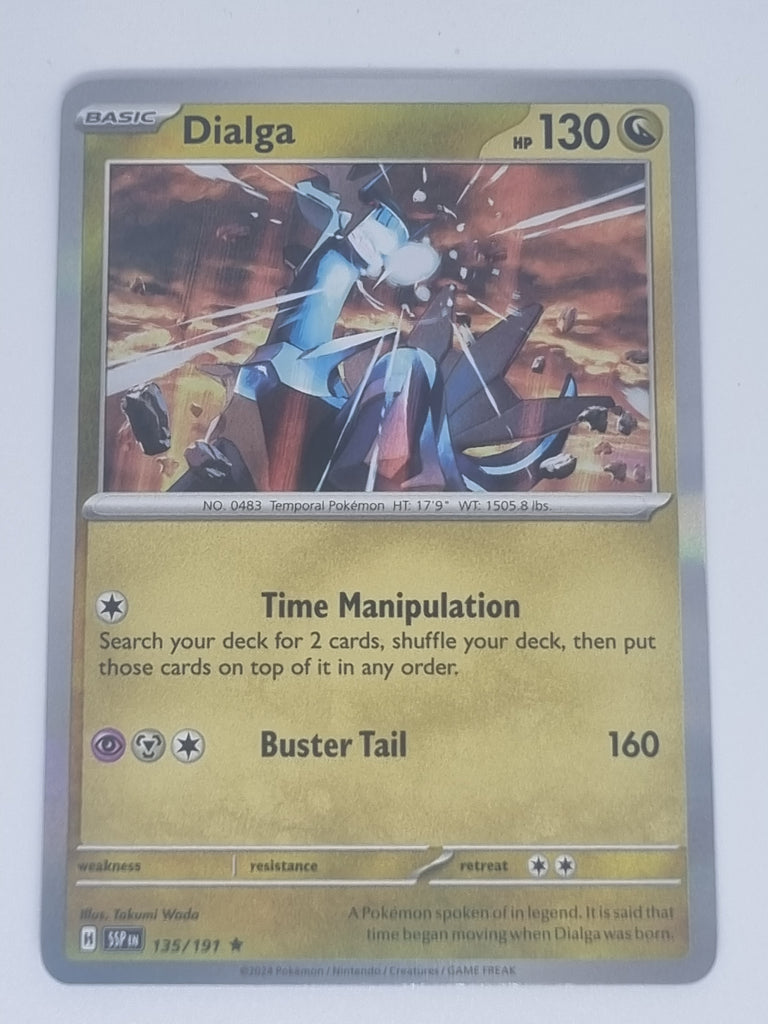 BASIC Dialga HP 130
NO. 0483 Temporal Pokémon HT: 17'9" WT: 1505.8 lbs.
Time Manipulation
Search your deck for 2 cards, shuffle your deck, then put
those cards on top of it in any order.
Buster Tail 160
weakness resistance retreat
Illus. Takumi Wada
A Pokémon spoken of in legend. It is said that
time began moving when Dialga was born.
H SSP EN 135/191
©2024 Pokémon / Nintendo / Creatures / GAME FREAK